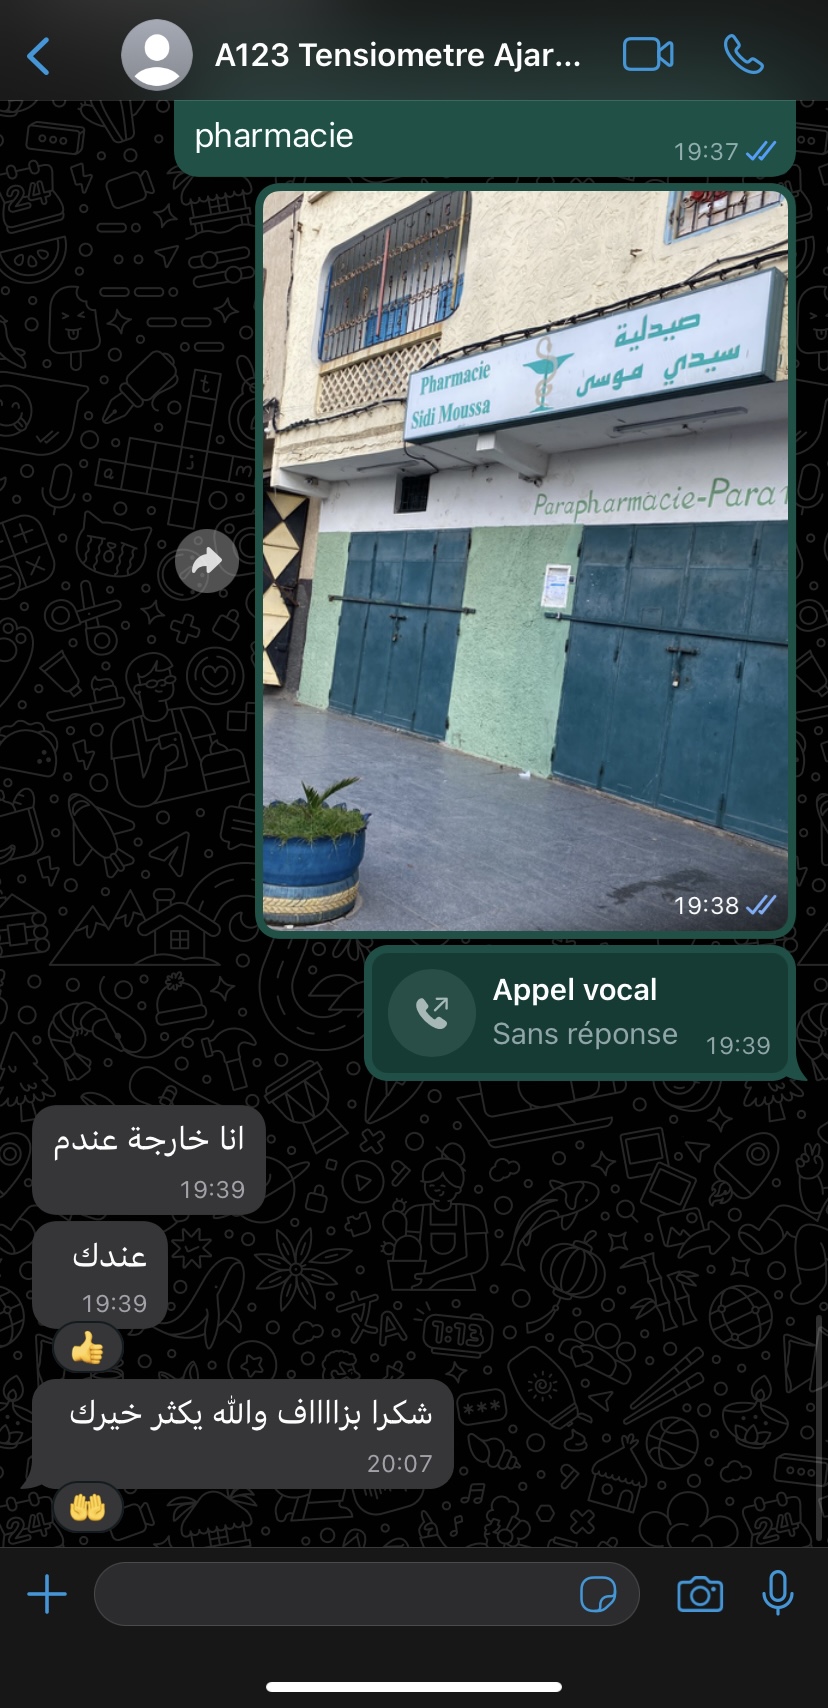 A123 Tensiometre Ajar...
pharmacie
19:37
Pharmacie
Sidi Moussa
صيدلية
سيدي موسى
Parapharmacie-Para
19:38
Appel vocal
Sans réponse
19:39
انا خارجة عندم
19:39
عندك
19:39
شكرا بزاااااف والله يكثر خيرك
20:07